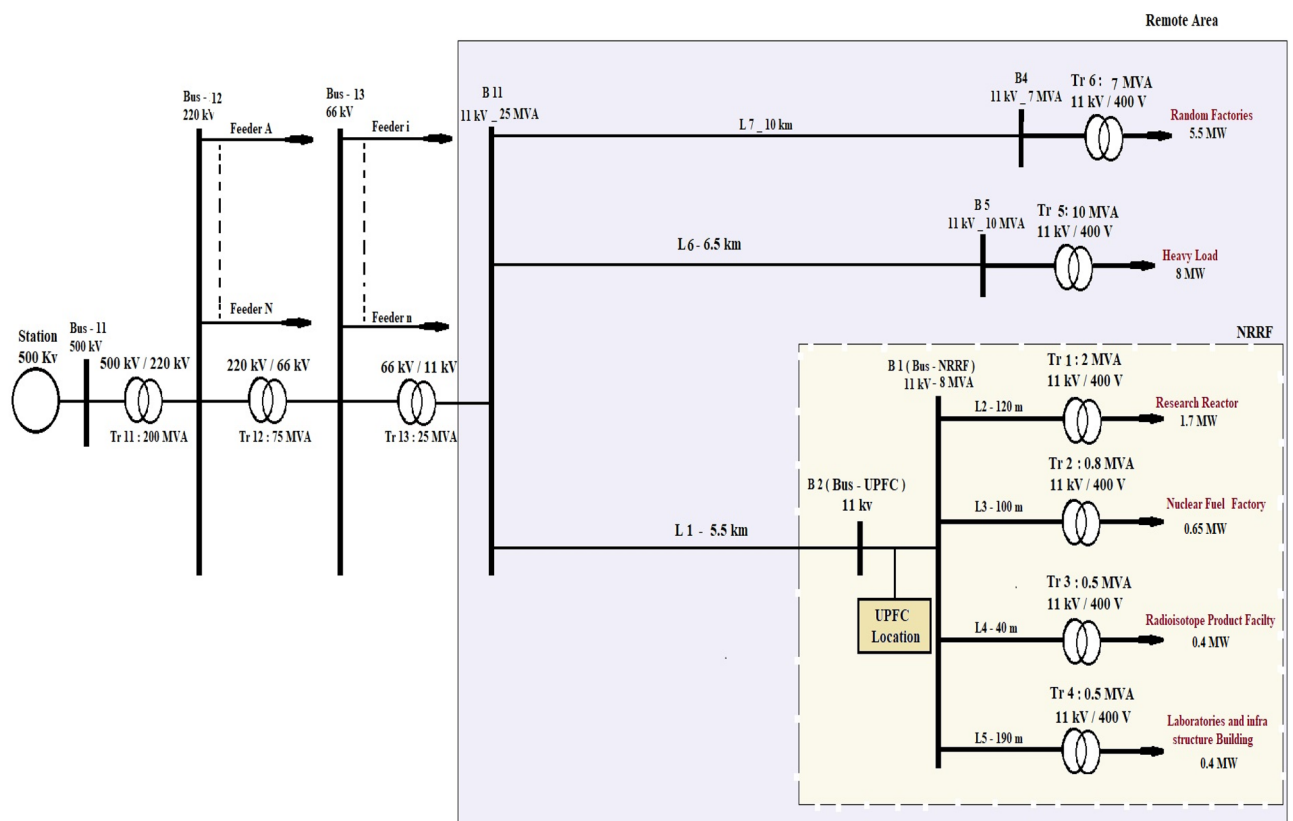 Remote Area
Bus - 12
220 kV
Bus - 13
66 kV
B 11
11 kV _ 25 MVA
B4
11 kV _ 7 MVA
Tr 6 : 7 MVA
11 kV / 400 V
Feeder A
Feeder i
L 7 _ 10 km
Random Factories
5.5 MW
B 5
11 kV _ 10 MVA
Tr 5: 10 MVA
11 kV / 400 V
L6 - 6.5 km
Heavy Load
8 MW
Feeder N
Feeder n
Station
500 Kv
Bus - 11
500 kV
500 kV / 220 kV
220 kV / 66 kV
66 kV / 11 kV
Tr 11 : 200 MVA
Tr 12 : 75 MVA
Tr 13 : 25 MVA
NRRF
B 1 ( Bus - NRRF)
11 kV - 8 MVA
Tr 1 : 2 MVA
11 kV / 400 V
L2 - 120 m
Research Reactor
1.7 MW
Tr 2 : 0.8 MVA
11 kV / 400 V
B 2 ( Bus - UPFC )
11 kv
L3 - 100 m
Nuclear Fuel Factory
0.65 MW
L 1 - 5.5 km
Tr 3 : 0.5 MVA
11 kV / 400 V
UPFC
Location
L4 - 40 m
Radioisotope Product Facilty
0.4 MW
Tr 4 : 0.5 MVA
11 kV / 400 V
L5 - 190 m
Laboratories and infra
structure Building
0.4 MW